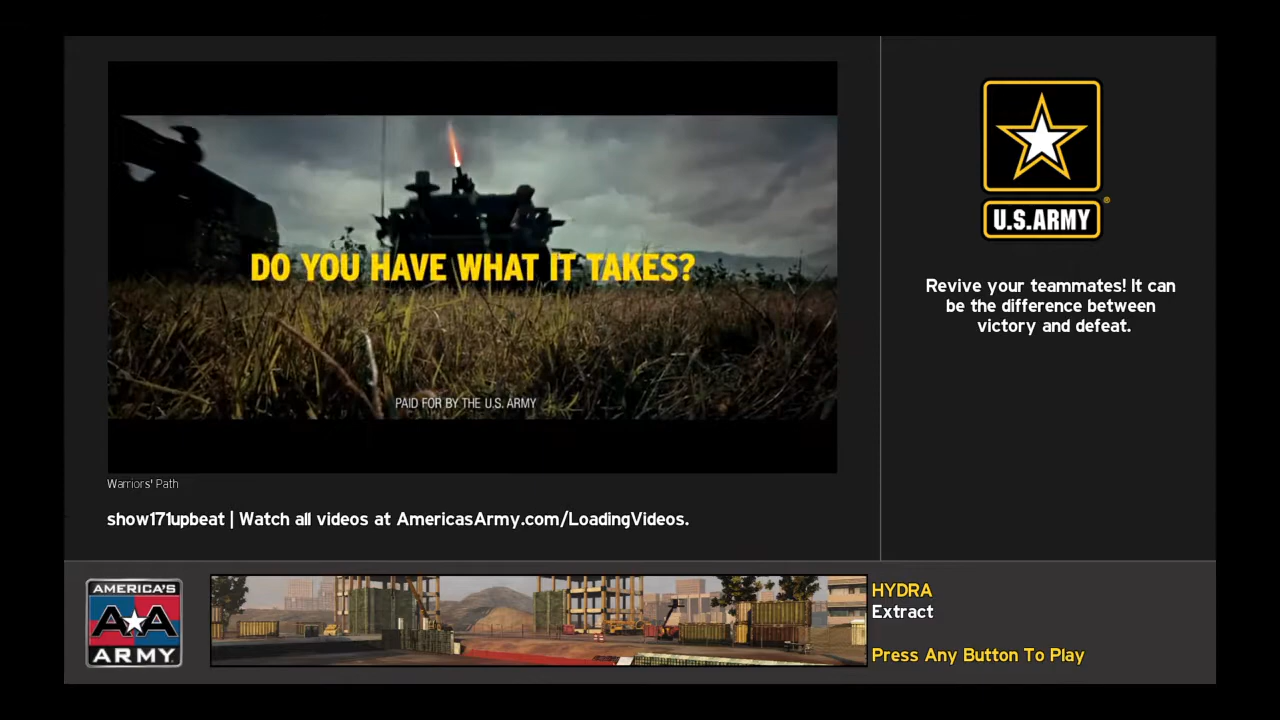 DO YOU HAVE WHAT IT TAKES?
PAID FOR BY THE U.S. ARMY
Warriors' Path
show171upbeat | Watch all videos at AmericasArmy.com/LoadingVideos.
U.S.ARMY
®
Revive your teammates! It can
be the difference between
victory and defeat.
AMERICA'S
AA
ARMY
HYDRA
Extract
Press Any Button To Play